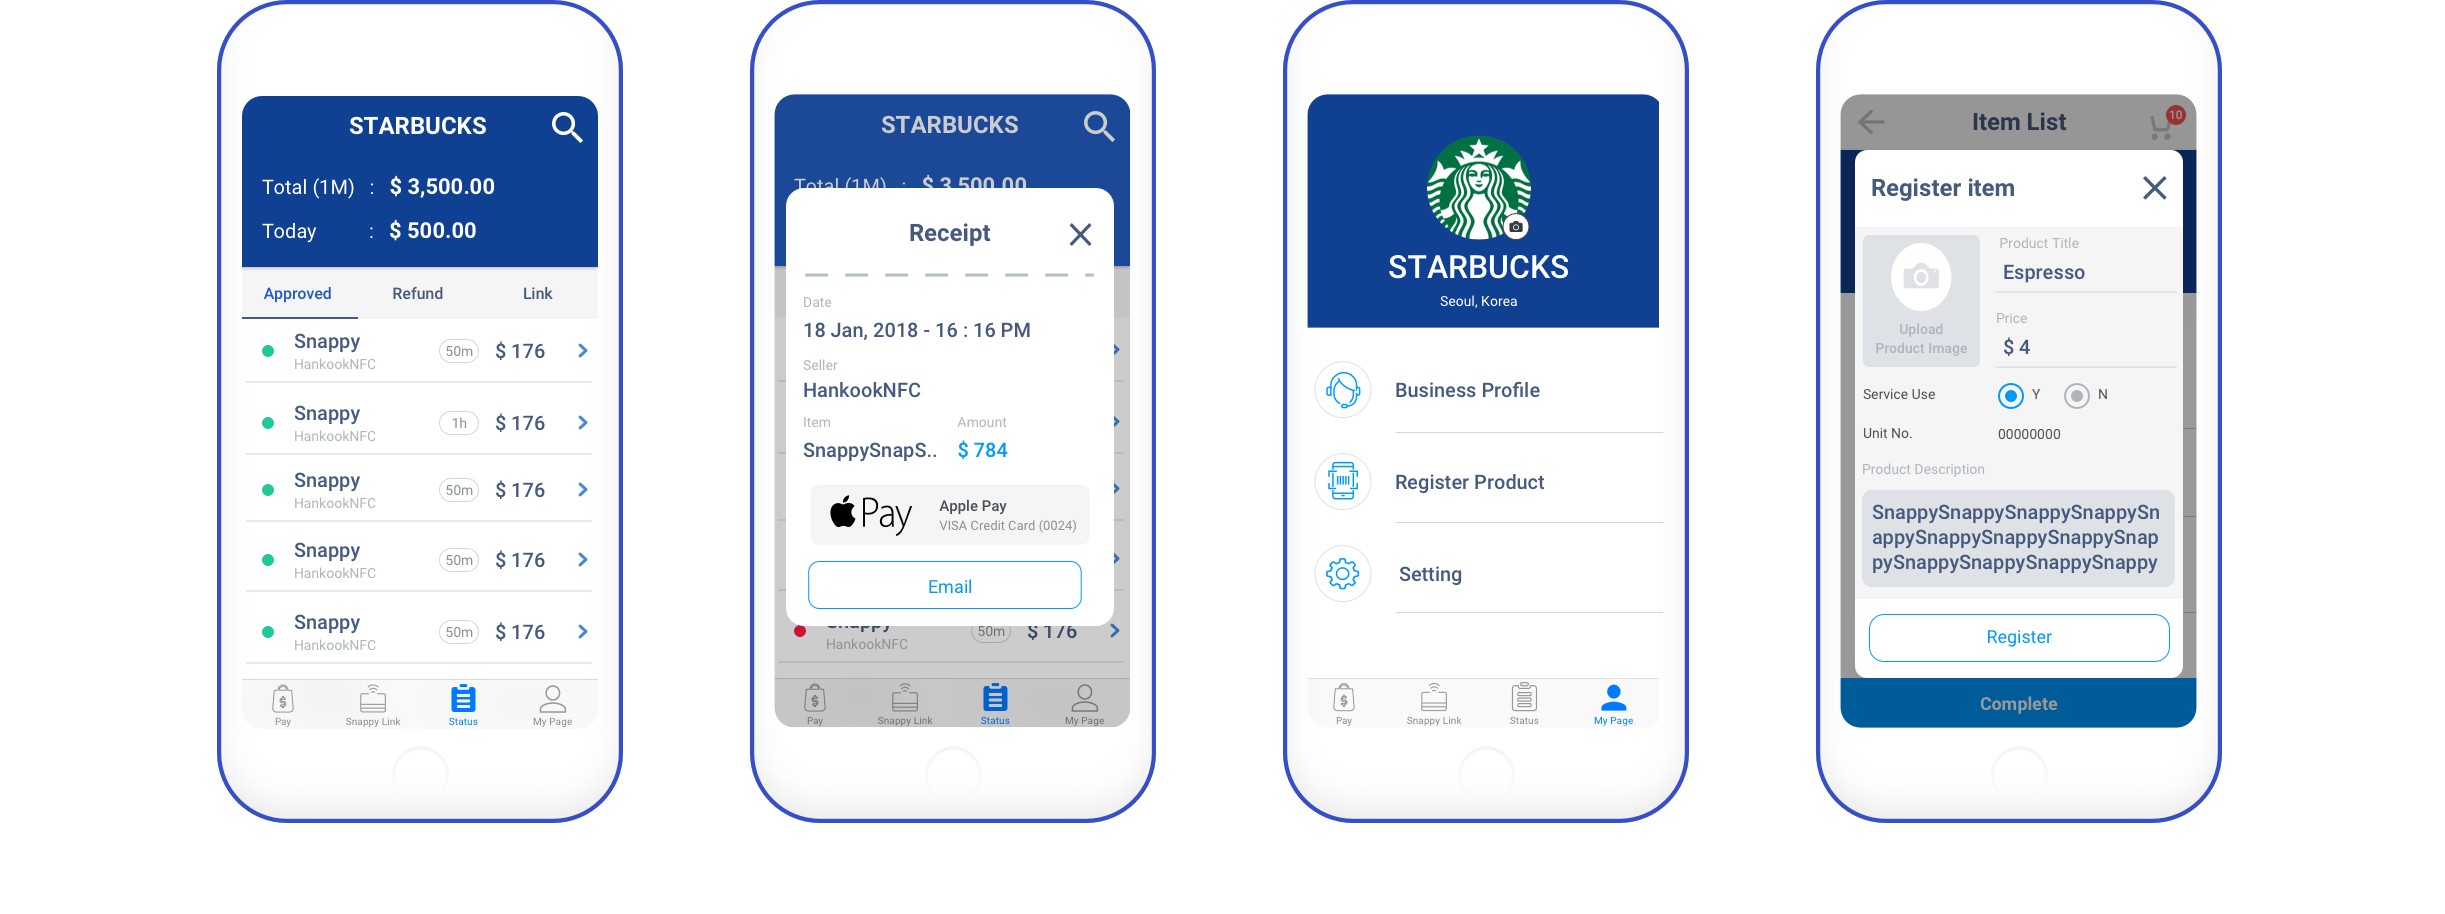 STARBUCKS
Total (1M) : $ 3,500.00
Today : $ 500.00
Approved Refund Link
Snappy
HankookNFC
50m $ 176
Snappy
HankookNFC
1h $ 176
Snappy
HankookNFC
50m $ 176
Snappy
HankookNFC
50m $ 176
Snappy
HankookNFC
50m $ 176
Pay Snappy Link Status My Page
STARBUCKS
Total (1M) : $ 3,500.00
Receipt
Date
18 Jan, 2018 - 16 : 16 PM
Seller
HankookNFC
Item Amount
SnappySnapS.. $ 784
Pay
Apple Pay
VISA Credit Card (0024)
Email
Snappy
HankookNFC
50m $ 176
Pay Snappy Link Status My Page
STARBUCKS
Seoul, Korea
Business Profile
Register Product
Setting
Pay Snappy Link Status My Page
Item List
10
Register item
Upload
Product Image
Product Title
Espresso
Price
$ 4
Service Use Y N
Unit No. 00000000
Product Description
SnappySnappySnappySnappySn
appySnappySnappySnappySnap
pySnappySnappySnappySnappy
Register
Complete